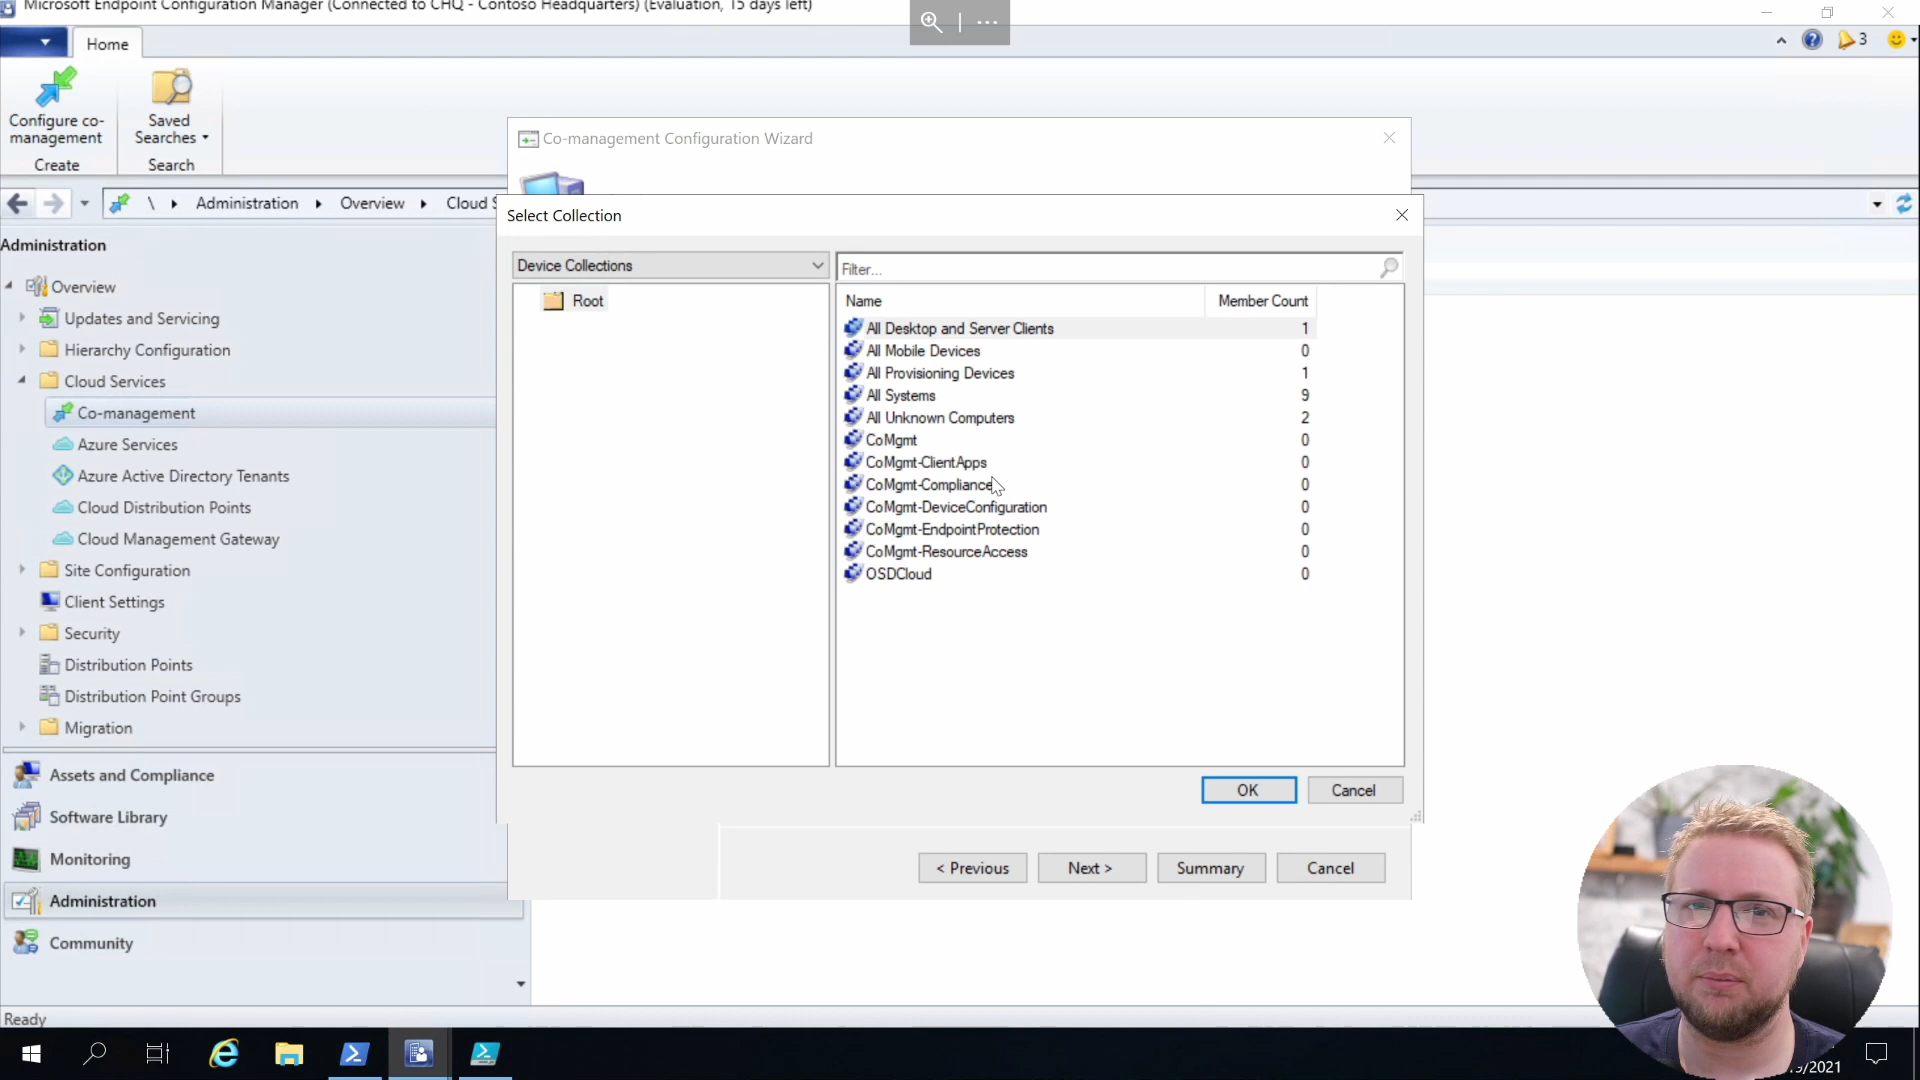 Microsoft Endpoint Configuration Manager (Connected to CHQ - Contoso Headquarters) (Evaluation, 15 days left)
Home
3
Configure co-management
Create
Saved Searches
Search
\ Administration Overview Cloud S
Administration
Overview
Updates and Servicing
Hierarchy Configuration
Cloud Services
Co-management
Azure Services
Azure Active Directory Tenants
Cloud Distribution Points
Cloud Management Gateway
Site Configuration
Client Settings
Security
Distribution Points
Distribution Point Groups
Migration
Assets and Compliance
Software Library
Monitoring
Administration
Community
Ready
Co-management Configuration Wizard
Select Collection
Device Collections
Filter...
Root
Name Member Count
All Desktop and Server Clients 1
All Mobile Devices 0
All Provisioning Devices 1
All Systems 9
All Unknown Computers 2
CoMgmt 0
CoMgmt-ClientApps 0
CoMgmt-Compliance 0
CoMgmt-DeviceConfiguration 0
CoMgmt-EndpointProtection 0
CoMgmt-ResourceAccess 0
OSDCloud 0
OK Cancel
< Previous Next > Summary Cancel
/2021